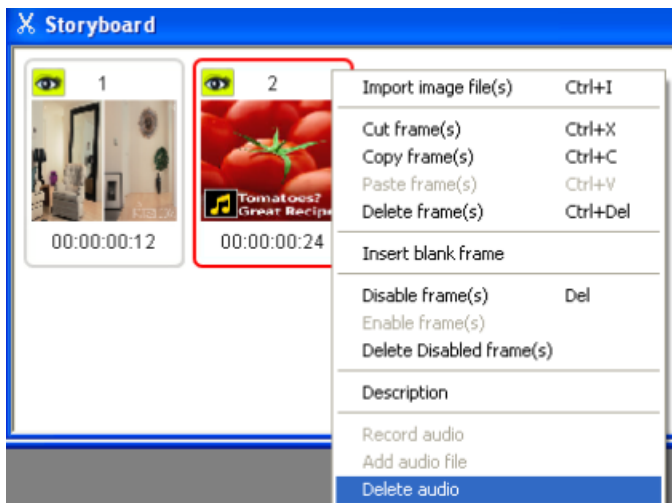 Storyboard
1
2
Tomatoes?
Great Recipe
00:00:00:12
00:00:00:24
Import image file(s) Ctrl+I
Cut frame(s) Ctrl+X
Copy frame(s) Ctrl+C
Paste frame(s) Ctrl+V
Delete frame(s) Ctrl+Del
Insert blank frame
Disable frame(s) Del
Enable frame(s)
Delete Disabled frame(s)
Description
Record audio
Add audio file
Delete audio